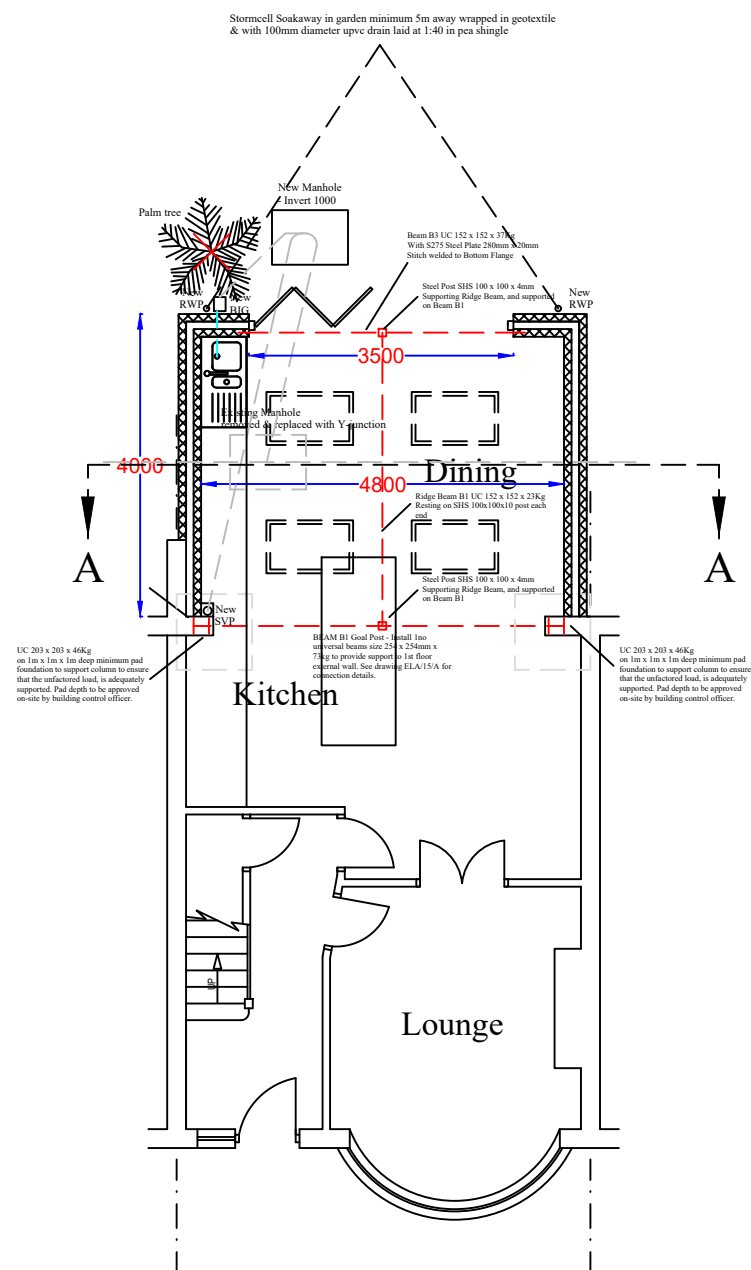 Stormcell Soakaway in garden minimum 5m away wrapped in geotextile
& with 100mm diameter upvc drain laid at 1:40 in pea shingle
New Manhole
- Invert 1000
Palm tree
Beam B3 UC 152 x 152 x 37Kg
With S275 Steel Plate 280mm x 20mm
Stitch welded to Bottom Flange
New
RWP
New
BIG
Steel Post SHS 100 x 100 x 4mm
Supporting Ridge Beam, and supported
on Beam B1
New
RWP
3500
Existing Manhole
removed & replaced with Y-junction
4000
Dining
4800
Ridge Beam B1 UC 152 x 152 x 23Kg
Resting on SHS 100x100x10 post each
end
A
A
Steel Post SHS 100 x 100 x 4mm
Supporting Ridge Beam, and supported
on Beam B1
New
SVP
BEAM B1 Goal Post - Install 1no
universal beams size 254 x 254mm x
73kg to provide support to 1st floor
external wall. See drawing ELA/15/A for
connection details.
UC 203 x 203 x 46Kg
on 1m x 1m x 1m deep minimum pad
foundation to support column to ensure
that the unfactored load, is adequately
supported. Pad depth to be approved
on-site by building control officer.
UC 203 x 203 x 46Kg
on 1m x 1m x 1m deep minimum pad
foundation to support column to ensure
that the unfactored load, is adequately
supported. Pad depth to be approved
on-site by building control officer.
Kitchen
UP
Lounge